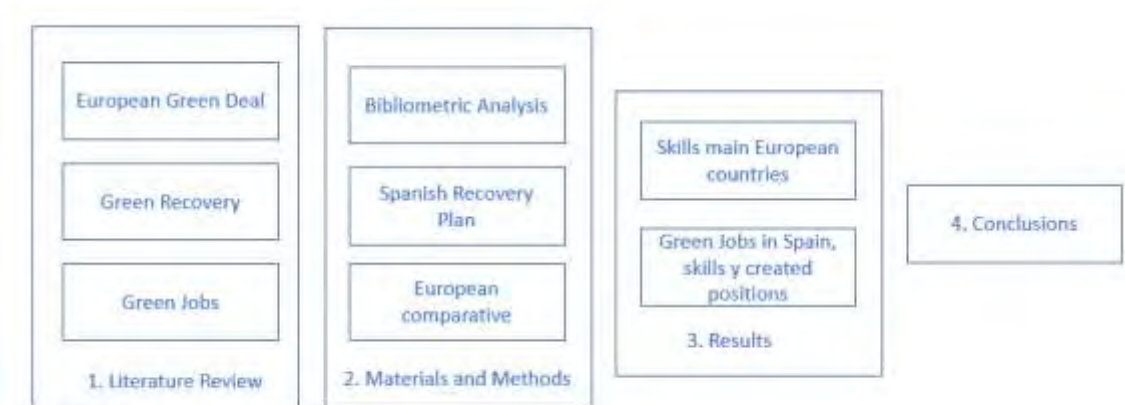 European Green Deal
Green Recovery
Green Jobs
1. Literature Review
Bibliometric Analysis
Spanish Recovery
Plan
European
comparative
2. Materials and Methods
Skills main European
countries
Green Jobs in Spain,
skills y created
positions
3. Results
4. Conclusions